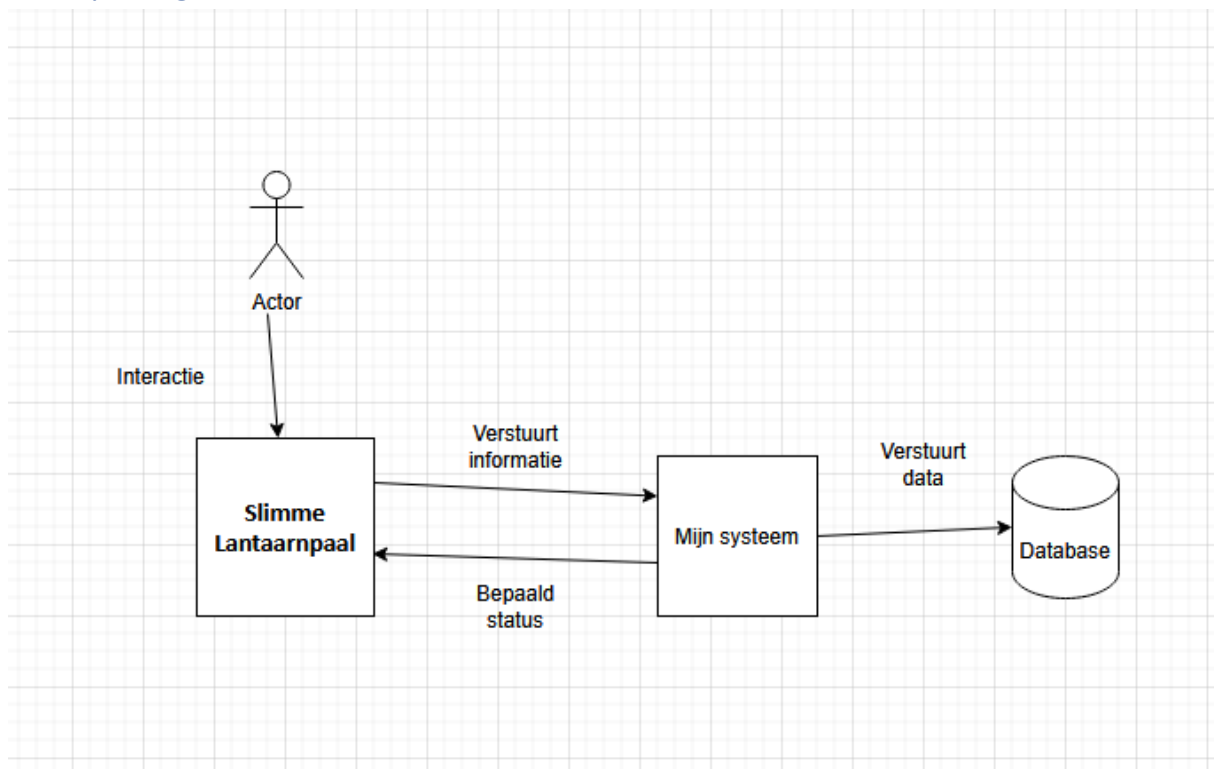 Actor
Interactie
Verstuurt
informatie
Verstuurt
data
Slimme
Lantaarnpaal
Mijn systeem
Database
Bepaald
status